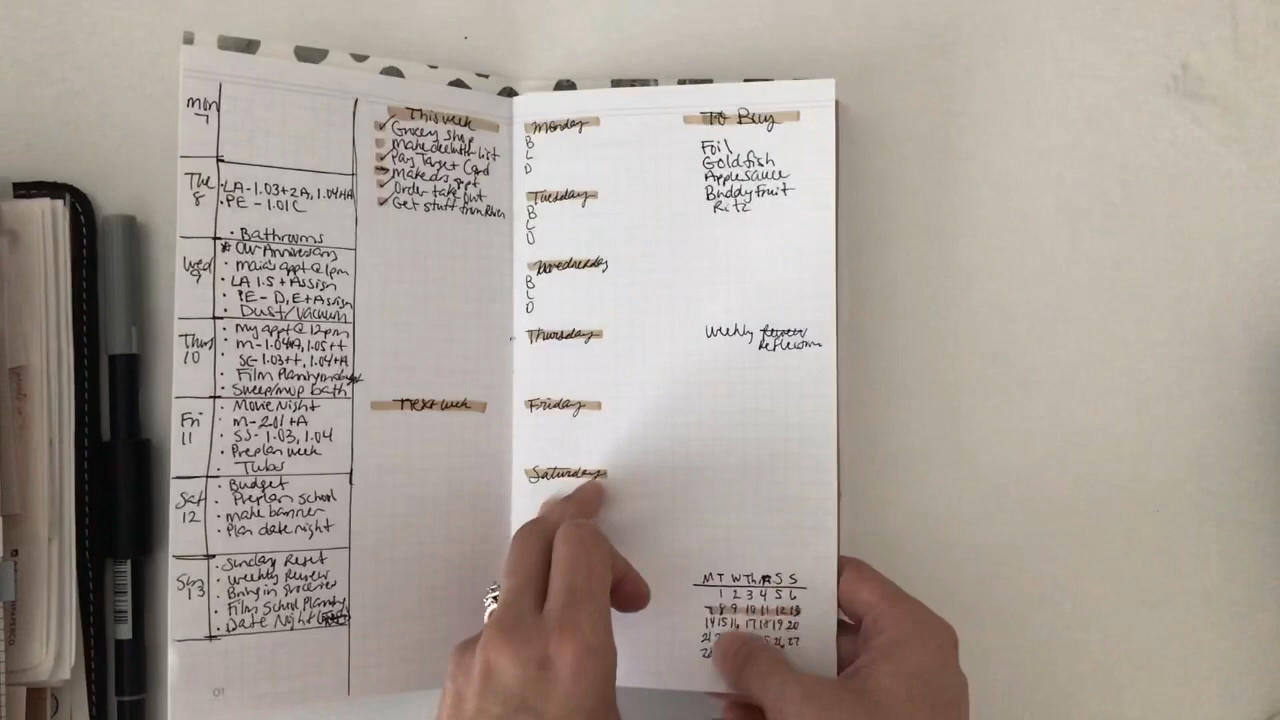 Mon
7
Tue
8
LA-1.03+2A, 1.04+A
PE - 1.01C
Bathrooms
Wed
9
* Our Anniversary
appt @ 1pm
LA 1.5 + Assign
PE - D, E + Assign
Dust/Vacuum
Thurs
10
My appt @ 12pm
M-1.04A, 1.05++
SC-1.03++, 1.04+A
Film
Sweep/mop bath
Fri
11
Movie Night
M-2.01+A
SS-1.03, 1.04
Preplan week
Tubs
Sat
12
Budget
Preplan school
Make banner
Plan date night
Sun
13
Sunday Reset
Weekly Review
Bring in groceries
Film School Planning
Date Night
01
This week
Grocery Shop
Make declutter list
Pay Target Card
Make drs appt
Order take out
Get stuff from
Next week
Monday
B
L
D
Tuesday
B
L
D
Wednesday
B
L
D
Thursday
Friday
Saturday
To Buy
Foil
Goldfish
Applesauce
Buddy Fruit
Ritz
Weekly
Reflections
M T W Th F S S
1 2 3 4 5 6
7 8 9 10 11 12 13
14 15 16 17 18 19 20
21
27